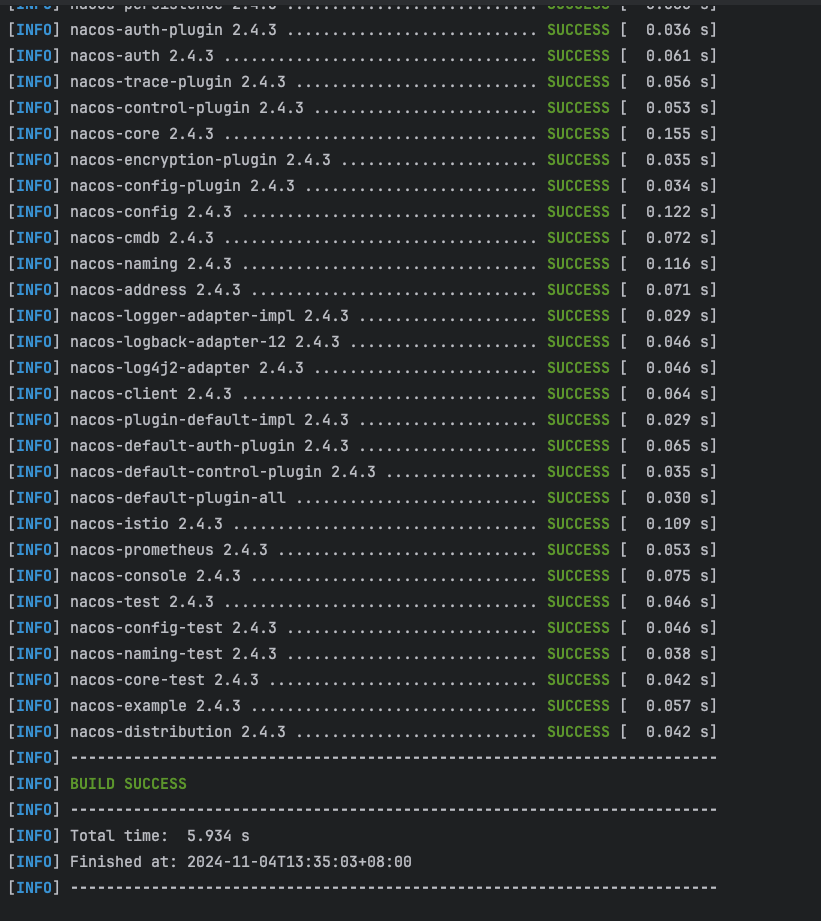 [INFO] nacos-auth-plugin 2.4.3 ............................ SUCCESS [  0.036 s]
[INFO] nacos-auth 2.4.3 ................................... SUCCESS [  0.061 s]
[INFO] nacos-trace-plugin 2.4.3 ........................... SUCCESS [  0.056 s]
[INFO] nacos-control-plugin 2.4.3 ......................... SUCCESS [  0.053 s]
[INFO] nacos-core 2.4.3 ................................... SUCCESS [  0.155 s]
[INFO] nacos-encryption-plugin 2.4.3 ...................... SUCCESS [  0.035 s]
[INFO] nacos-config-plugin 2.4.3 .......................... SUCCESS [  0.034 s]
[INFO] nacos-config 2.4.3 ................................. SUCCESS [  0.122 s]
[INFO] nacos-cmdb 2.4.3 ................................... SUCCESS [  0.072 s]
[INFO] nacos-naming 2.4.3 ................................. SUCCESS [  0.116 s]
[INFO] nacos-address 2.4.3 ................................ SUCCESS [  0.071 s]
[INFO] nacos-logger-adapter-impl 2.4.3 .................... SUCCESS [  0.029 s]
[INFO] nacos-logback-adapter-12 2.4.3 ..................... SUCCESS [  0.046 s]
[INFO] nacos-log4j2-adapter 2.4.3 ......................... SUCCESS [  0.046 s]
[INFO] nacos-client 2.4.3 ................................. SUCCESS [  0.064 s]
[INFO] nacos-plugin-default-impl 2.4.3 .................... SUCCESS [  0.029 s]
[INFO] nacos-default-auth-plugin 2.4.3 .................... SUCCESS [  0.065 s]
[INFO] nacos-default-control-plugin 2.4.3 ................. SUCCESS [  0.035 s]
[INFO] nacos-default-plugin-all ........................... SUCCESS [  0.030 s]
[INFO] nacos-istio 2.4.3 .................................. SUCCESS [  0.109 s]
[INFO] nacos-prometheus 2.4.3 ............................. SUCCESS [  0.053 s]
[INFO] nacos-console 2.4.3 ................................ SUCCESS [  0.075 s]
[INFO] nacos-test 2.4.3 ................................... SUCCESS [  0.046 s]
[INFO] nacos-config-test 2.4.3 ............................ SUCCESS [  0.046 s]
[INFO] nacos-naming-test 2.4.3 ............................ SUCCESS [  0.038 s]
[INFO] nacos-core-test 2.4.3 .............................. SUCCESS [  0.042 s]
[INFO] nacos-example 2.4.3 ................................ SUCCESS [  0.057 s]
[INFO] nacos-distribution 2.4.3 ........................... SUCCESS [  0.042 s]
[INFO] ------------------------------------------------------------------------
[INFO] BUILD SUCCESS
[INFO] ------------------------------------------------------------------------
[INFO] Total time:  5.934 s
[INFO] Finished at: 2024-11-04T13:35:03+08:00
[INFO] ------------------------------------------------------------------------